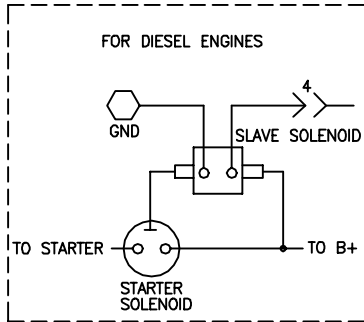 FOR DIESEL ENGINES
4
GND
SLAVE SOLENOID
TO STARTER
TO B+
STARTER
SOLENOID